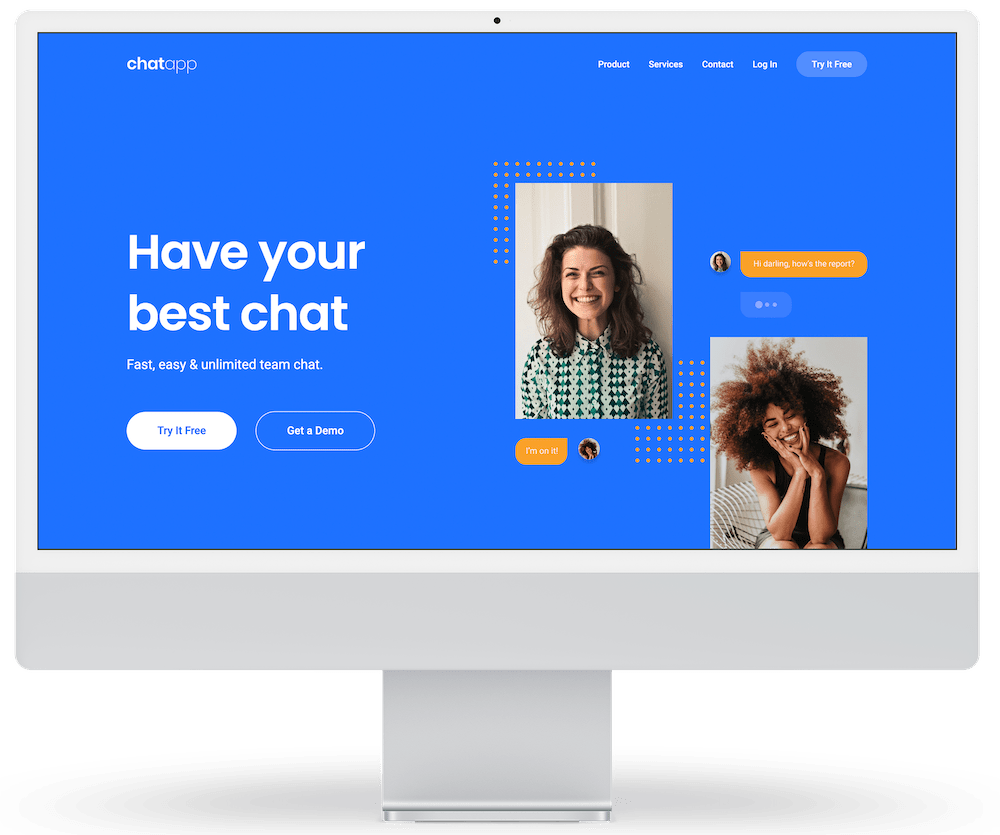 chatapp
Product Services Contact Log In Try It Free
Have your
best chat
Fast, easy & unlimited team chat.
Try It Free Get a Demo
Hi darling, how's the report?
I'm on it!